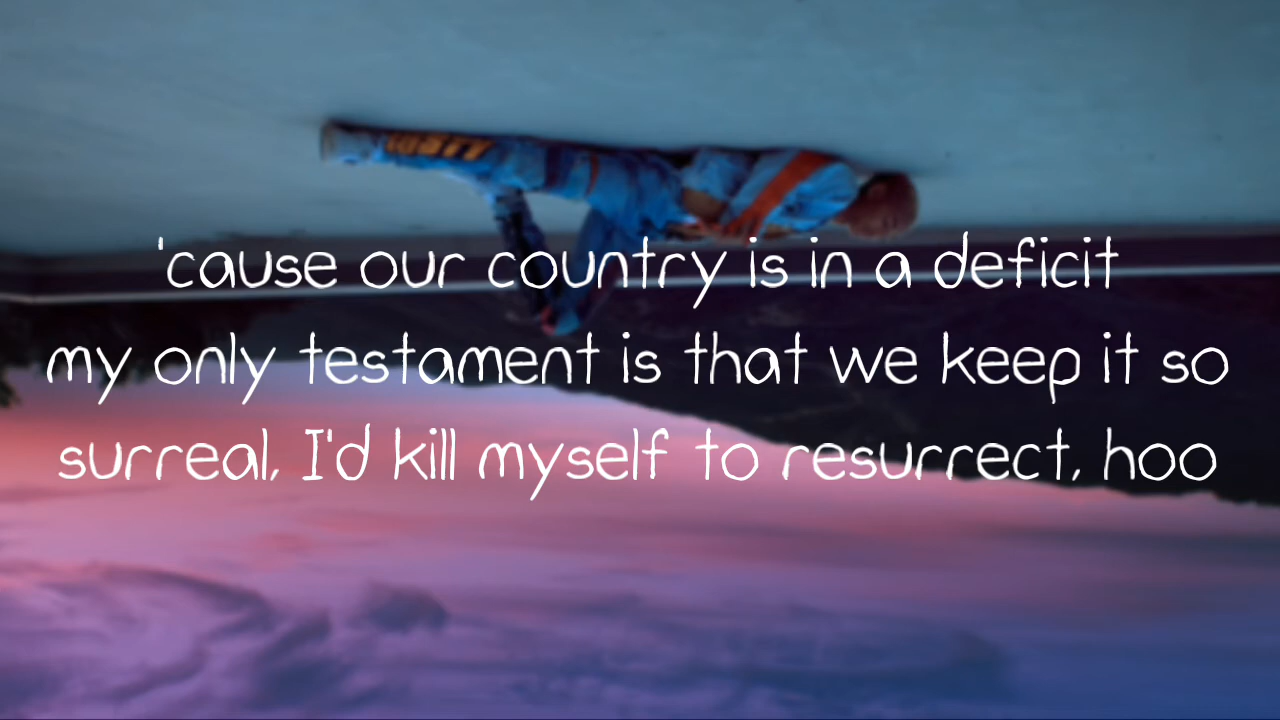 'cause our country is in a deficit
my only testament is that we keep it so
surreal, I'd kill myself to resurrect, hoo